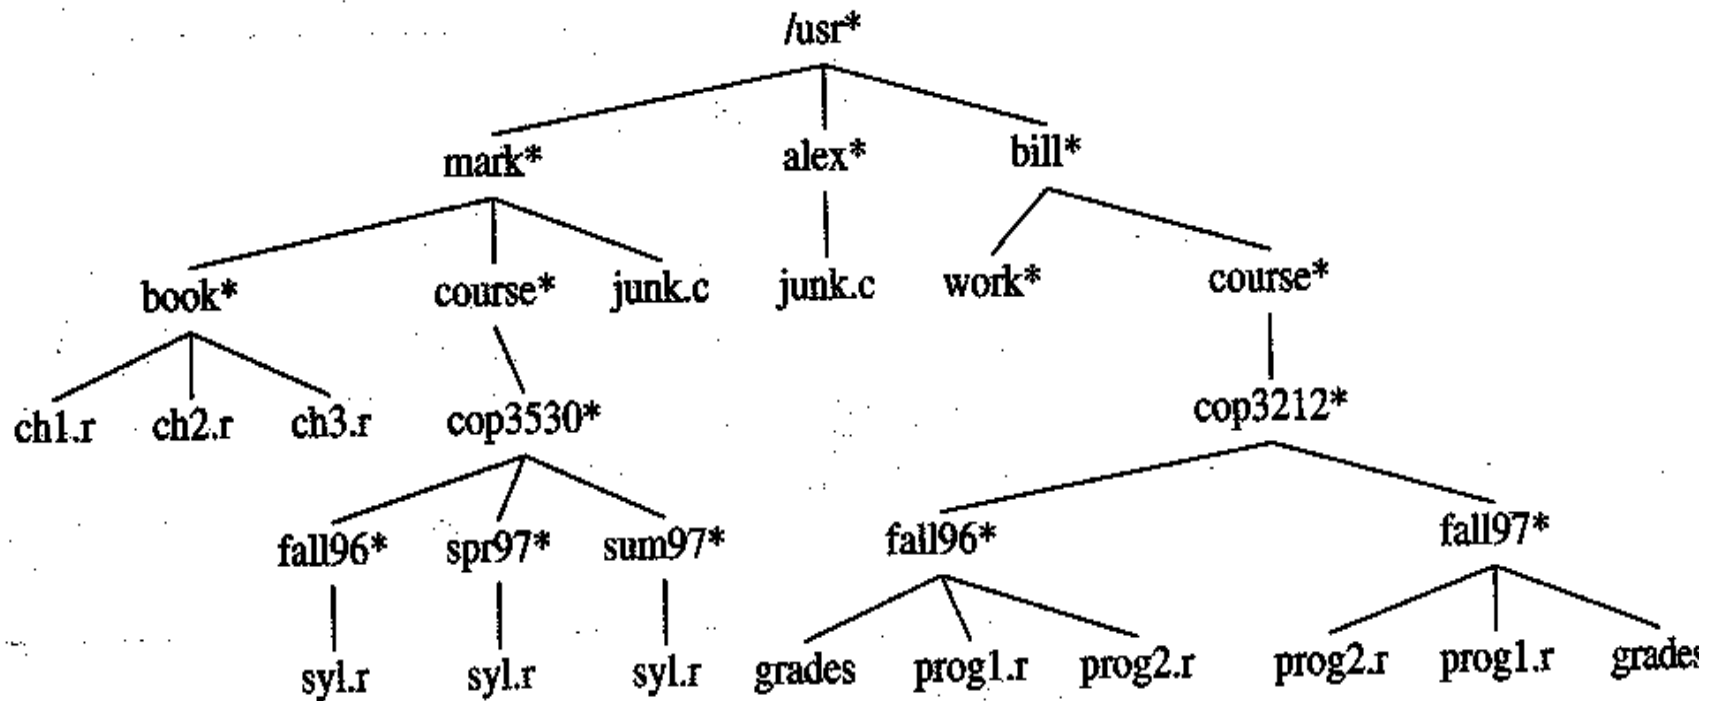 /usr*
mark* alex* bill*
book* course* junk.c junk.c work* course*
ch1.r ch2.r ch3.r cop3530* cop3212*
fall96* spr97* sum97* fall96* fall97*
syl.r syl.r syl.r grades prog1.r prog2.r prog2.r prog1.r grades